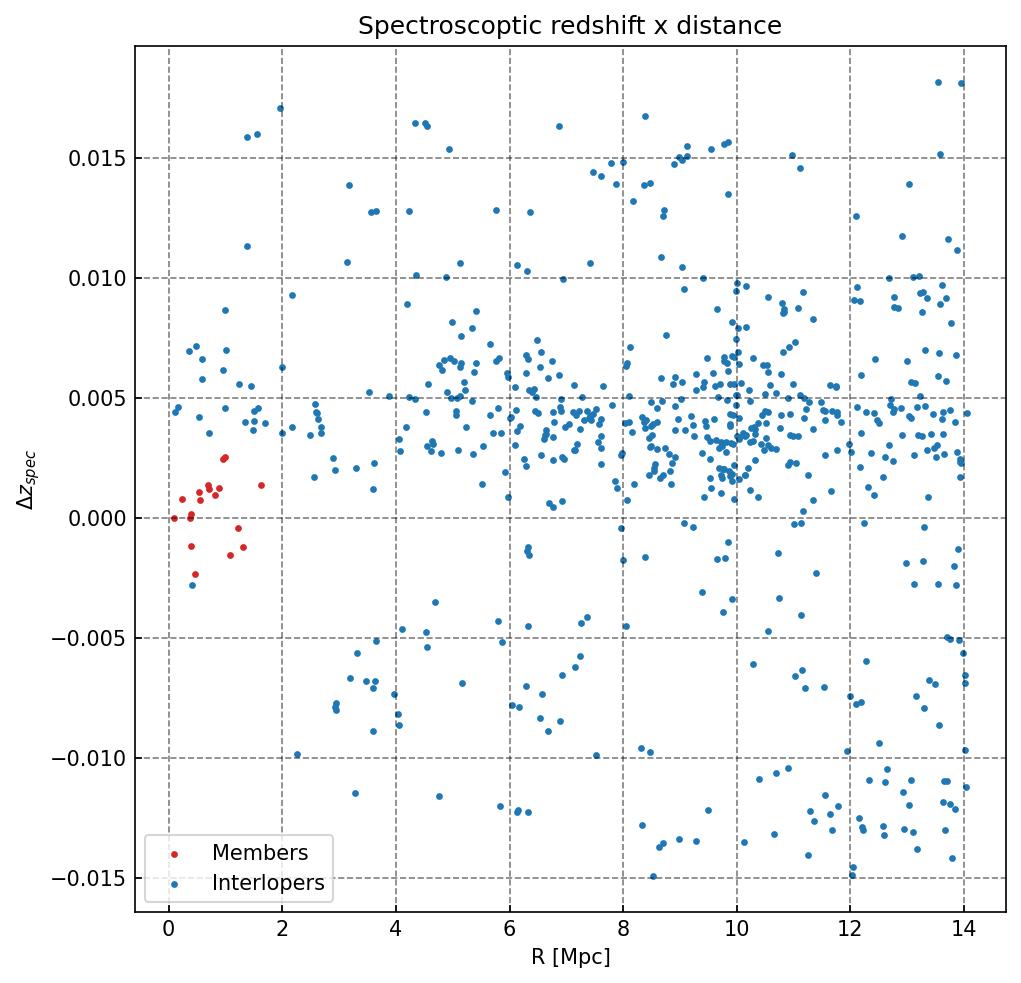 Spectroscoptic redshift x distance
0.015
0.010
0.005
0.000
−0.005
−0.010
−0.015
Δz_spec
Members
Interlopers
0 2 4 6 8 10 12 14
R [Mpc]